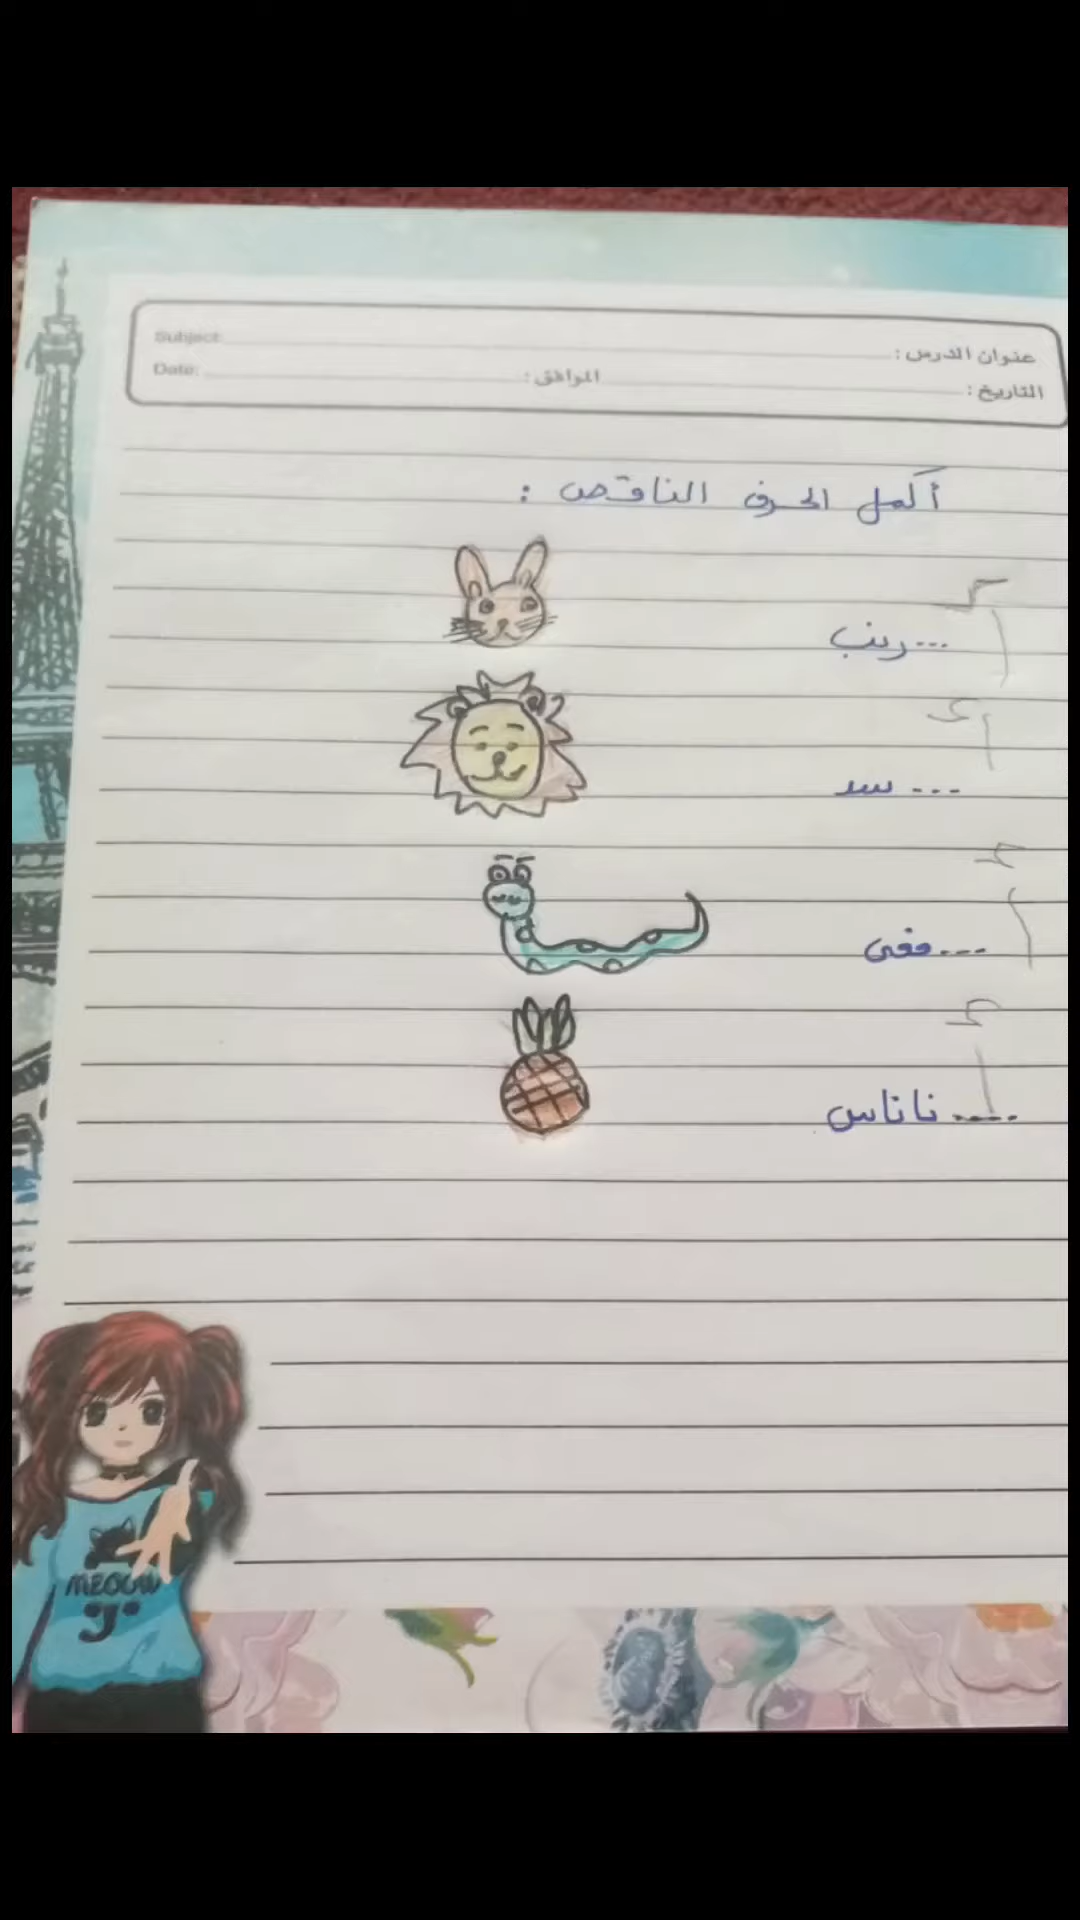 Subject: عنوان الدرس:
Date: الموافق: التاريخ:
أكمل الحرف الناقص:
أ...رنب
أ...سد
أ...فعى
أ....ناناس
MEOW